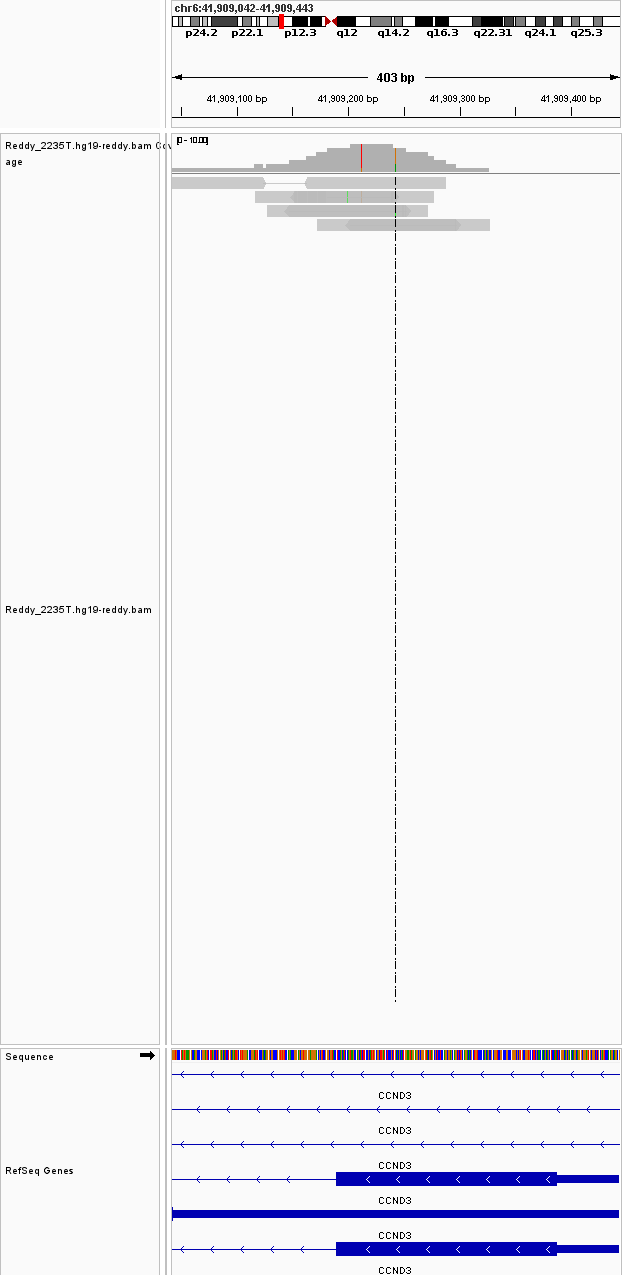 chr6:41,909,042-41,909,443
p24.2 p22.1 p12.3 q12 q14.2 q16.3 q22.31 q24.1 q25.3
403 bp
41,909,100 bp 41,909,200 bp 41,909,300 bp 41,909,400 bp
Reddy_2235T.hg19-reddy.bam Cov
age
[0 - 10.00]
Reddy_2235T.hg19-reddy.bam
Sequence
CCND3
CCND3
CCND3
RefSeq Genes
CCND3
CCND3
CCND3